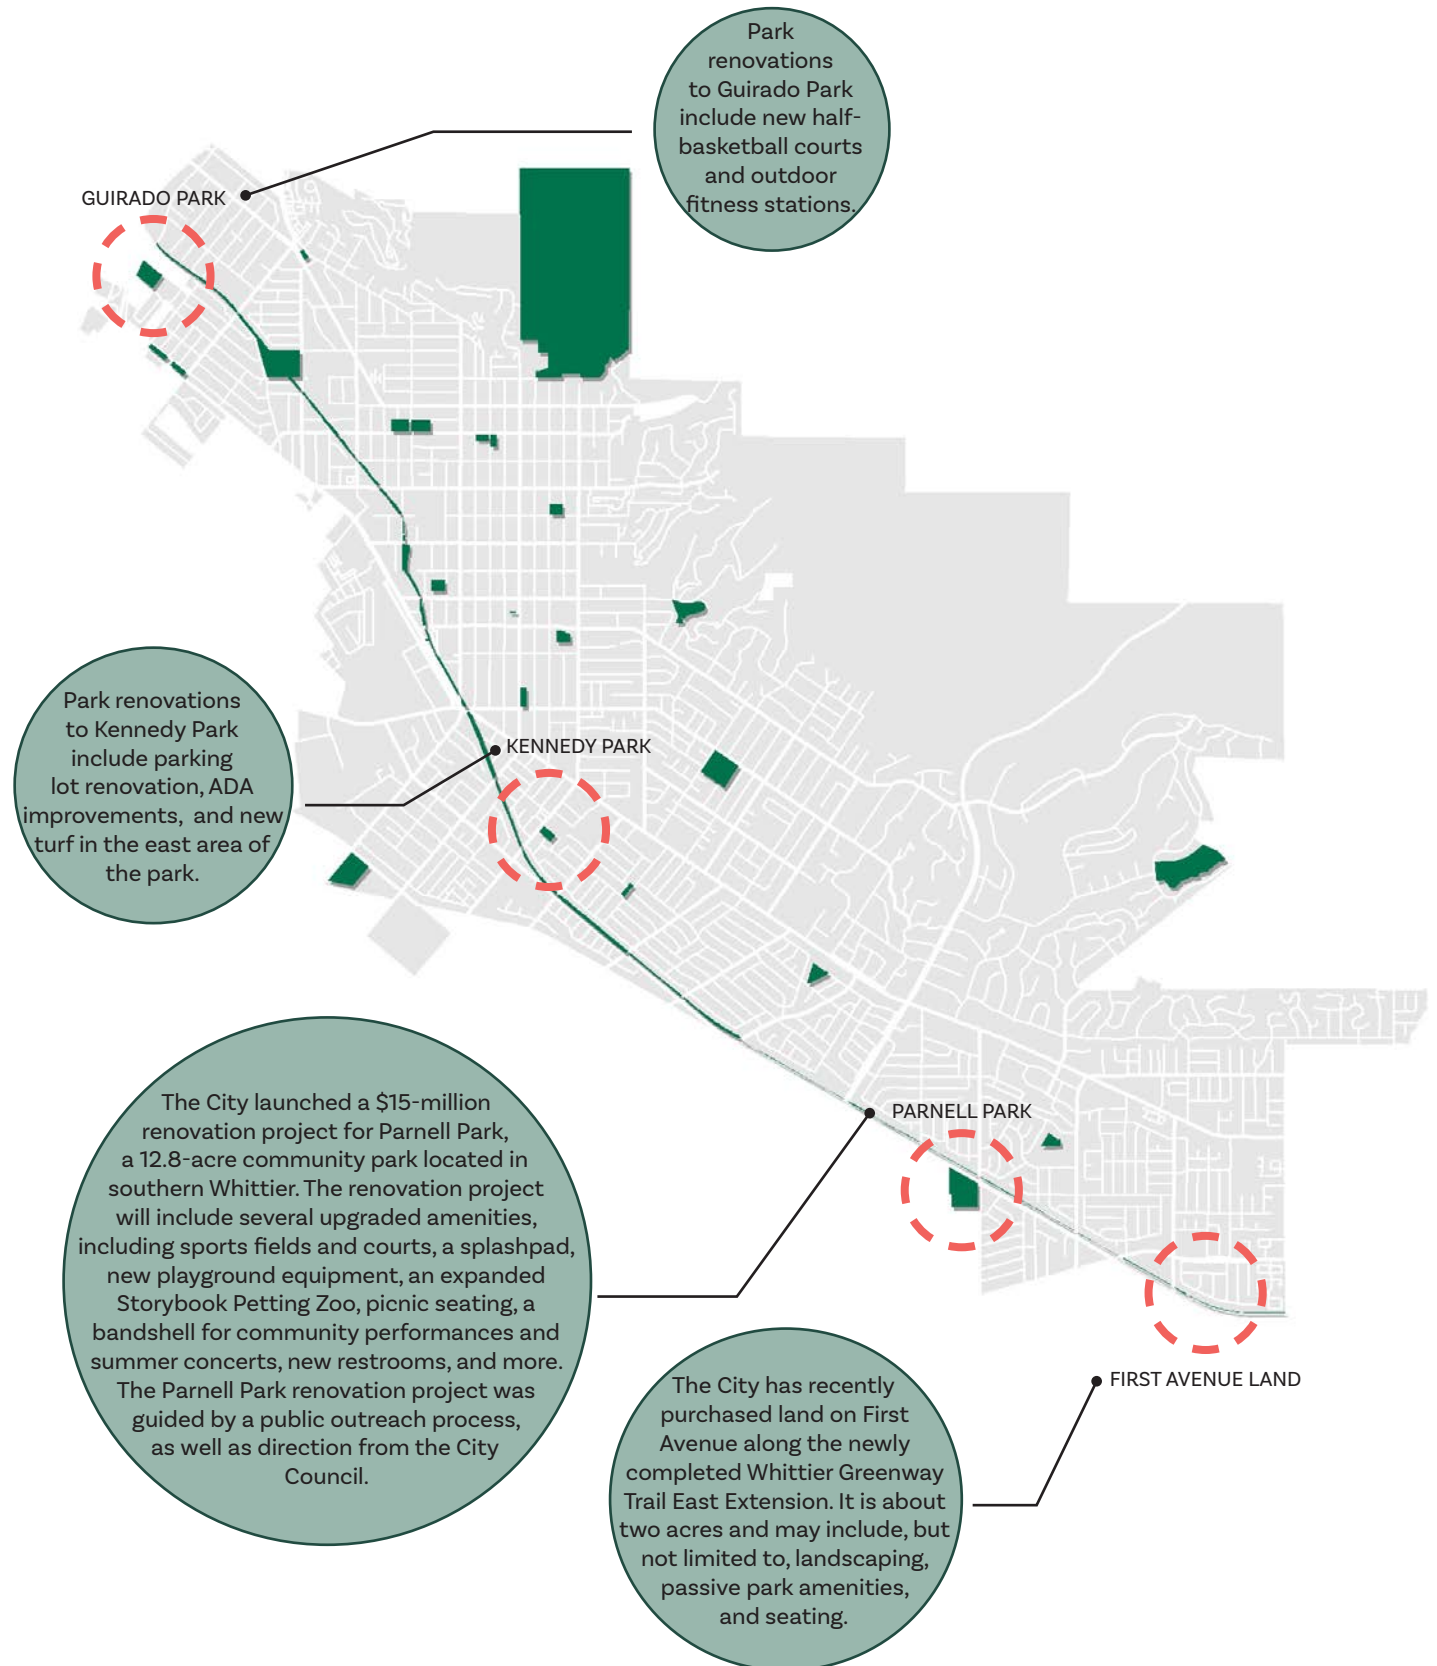 Park
renovations
to Guirado Park
include new half-
basketball courts
and outdoor
fitness stations.
GUIRADO PARK
KENNEDY PARK
Park renovations
to Kennedy Park
include parking
lot renovation, ADA
improvements, and new
turf in the east area of
the park.
The City launched a $15-million
renovation project for Parnell Park,
a 12.8-acre community park located in
southern Whittier. The renovation project
will include several upgraded amenities,
including sports fields and courts, a splashpad,
new playground equipment, an expanded
Storybook Petting Zoo, picnic seating, a
bandshell for community performances and
summer concerts, new restrooms, and more.
The Parnell Park renovation project was
guided by a public outreach process,
as well as direction from the City
Council.
PARNELL PARK
FIRST AVENUE LAND
The City has recently
purchased land on First
Avenue along the newly
completed Whittier Greenway
Trail East Extension. It is about
two acres and may include, but
not limited to, landscaping,
passive park amenities,
and seating.